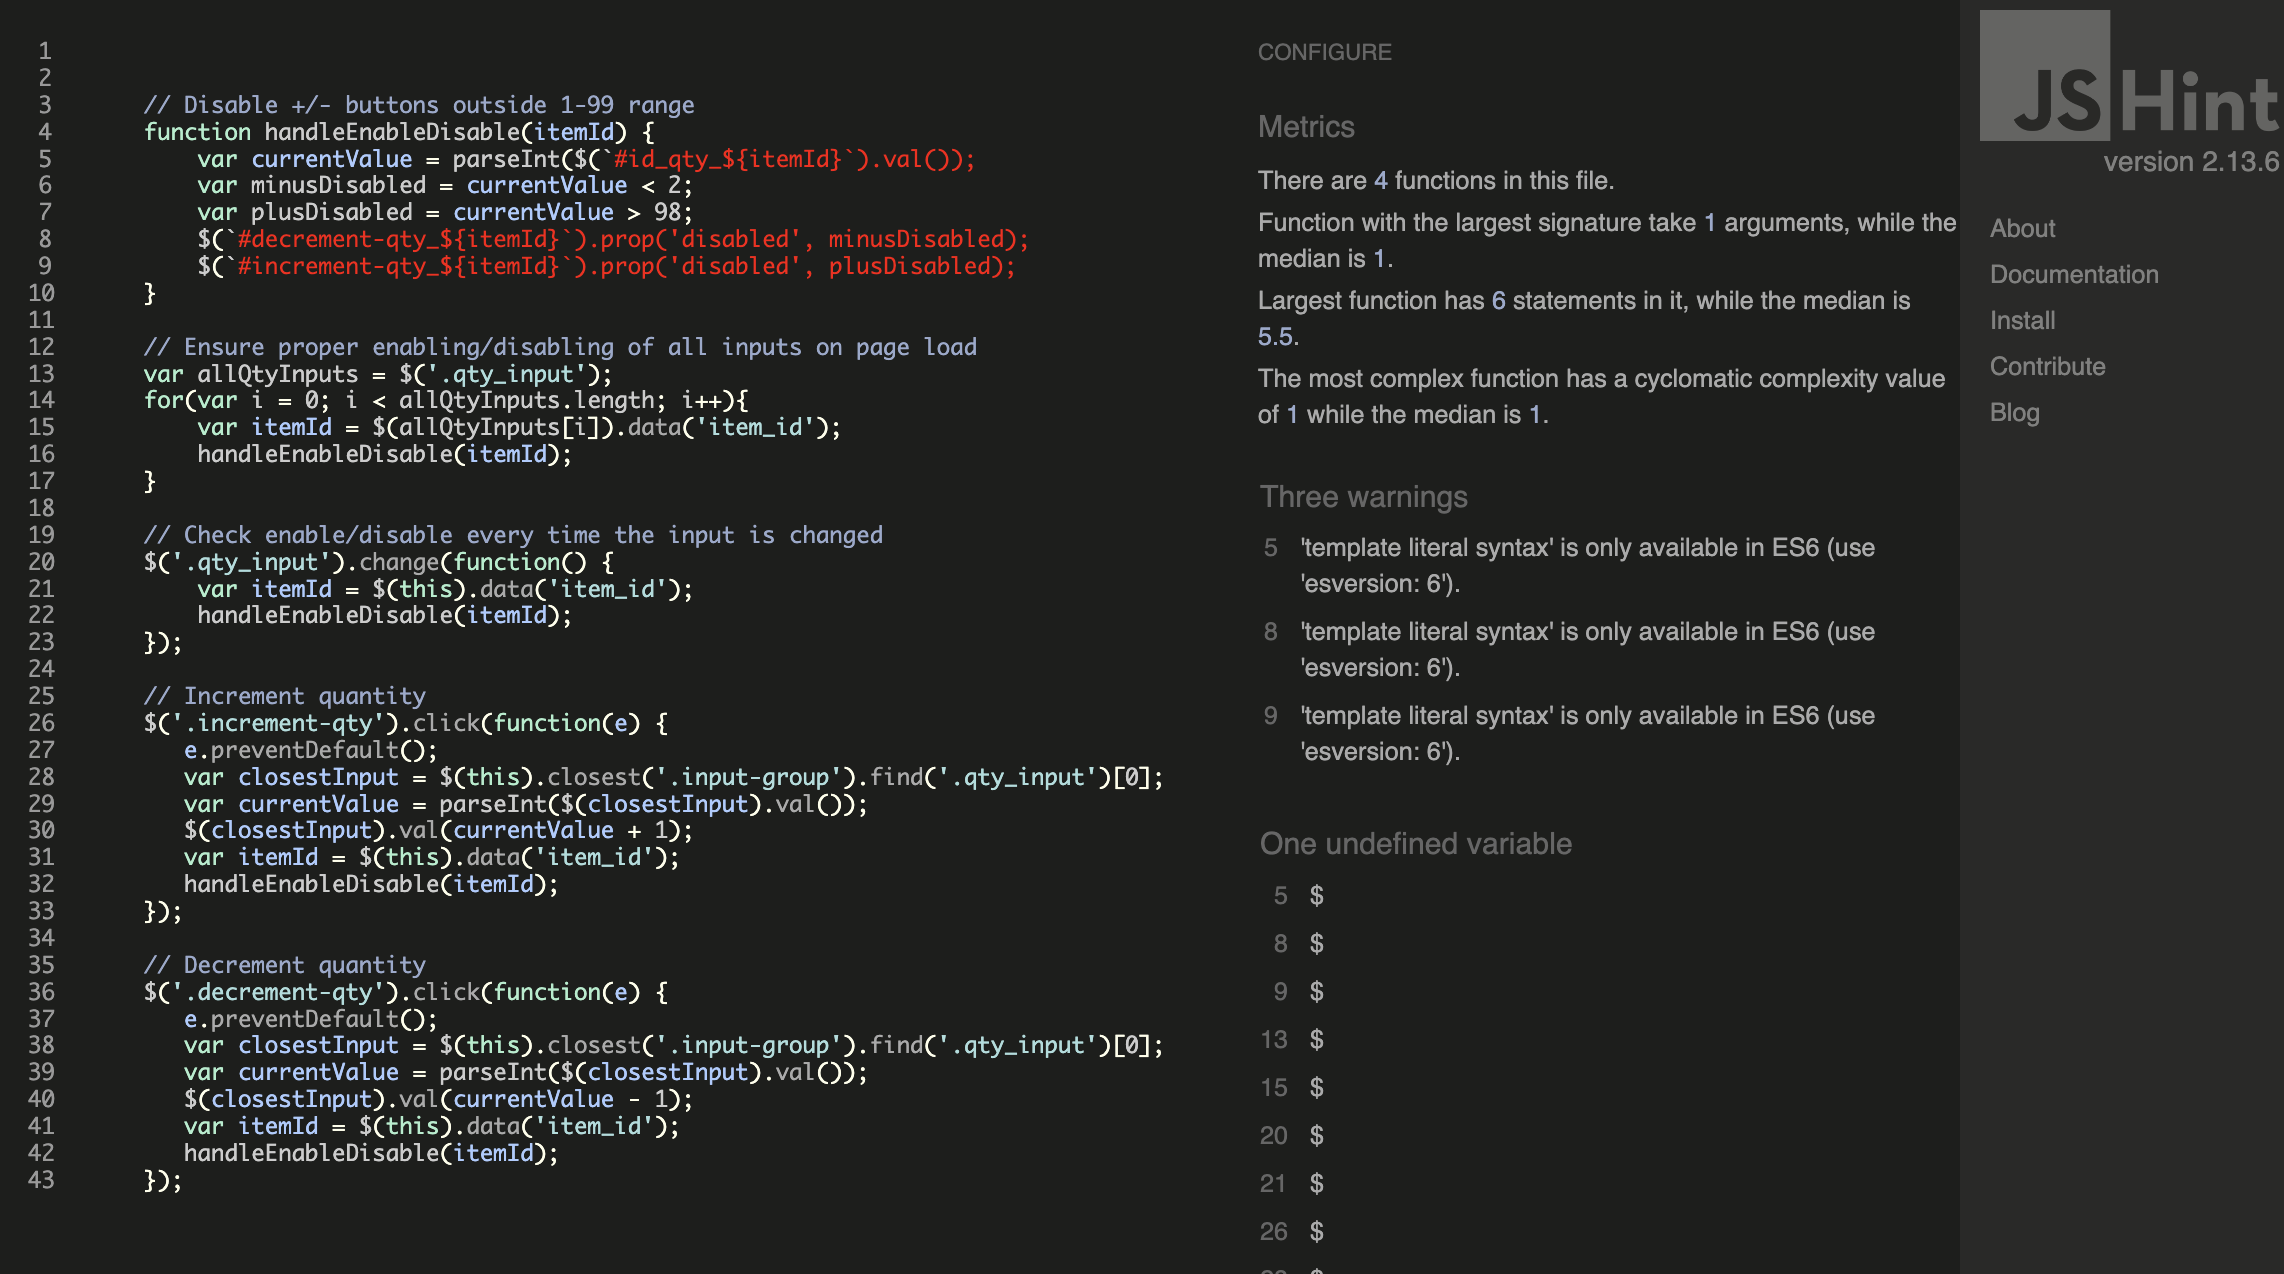 1
2
3 // Disable +/- buttons outside 1-99 range
4 function handleEnableDisable(itemId) {
5 var currentValue = parseInt($(`#id_qty_${itemId}`).val());
6 var minusDisabled = currentValue < 2;
7 var plusDisabled = currentValue > 98;
8 $(`#decrement-qty_${itemId}`).prop('disabled', minusDisabled);
9 $(`#increment-qty_${itemId}`).prop('disabled', plusDisabled);
10 }
11
12 // Ensure proper enabling/disabling of all inputs on page load
13 var allQtyInputs = $('.qty_input');
14 for(var i = 0; i < allQtyInputs.length; i++){
15 var itemId = $(allQtyInputs[i]).data('item_id');
16 handleEnableDisable(itemId);
17 }
18
19 // Check enable/disable every time the input is changed
20 $('.qty_input').change(function() {
21 var itemId = $(this).data('item_id');
22 handleEnableDisable(itemId);
23 });
24
25 // Increment quantity
26 $('.increment-qty').click(function(e) {
27 e.preventDefault();
28 var closestInput = $(this).closest('.input-group').find('.qty_input')[0];
29 var currentValue = parseInt($(closestInput).val());
30 $(closestInput).val(currentValue + 1);
31 var itemId = $(this).data('item_id');
32 handleEnableDisable(itemId);
33 });
34
35 // Decrement quantity
36 $('.decrement-qty').click(function(e) {
37 e.preventDefault();
38 var closestInput = $(this).closest('.input-group').find('.qty_input')[0];
39 var currentValue = parseInt($(closestInput).val());
40 $(closestInput).val(currentValue - 1);
41 var itemId = $(this).data('item_id');
42 handleEnableDisable(itemId);
43 });
CONFIGURE
Metrics
There are 4 functions in this file.
Function with the largest signature take 1 arguments, while the
median is 1.
Largest function has 6 statements in it, while the median is
5.5.
The most complex function has a cyclomatic complexity value
of 1 while the median is 1.
Three warnings
5 'template literal syntax' is only available in ES6 (use
'esversion: 6').
8 'template literal syntax' is only available in ES6 (use
'esversion: 6').
9 'template literal syntax' is only available in ES6 (use
'esversion: 6').
One undefined variable
5 $
8 $
9 $
13 $
15 $
20 $
21 $
26 $
JSHint
version 2.13.6
About
Documentation
Install
Contribute
Blog